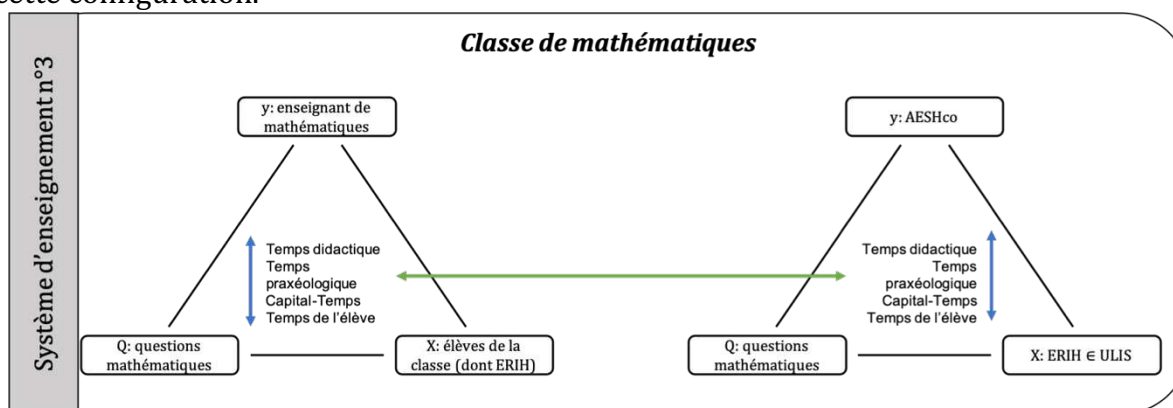 cette configuration.
Système d'enseignement n°3
Classe de mathématiques
y: enseignant de
mathématiques
Temps didactique
Temps
praxéologique
Capital-Temps
Temps de l'élève
Q: questions
mathématiques
X: élèves de la
classe (dont ERIH)
y: AESHco
Temps didactique
Temps
praxéologique
Capital-Temps
Temps de l'élève
Q: questions
mathématiques
X: ERIH ∈ ULIS